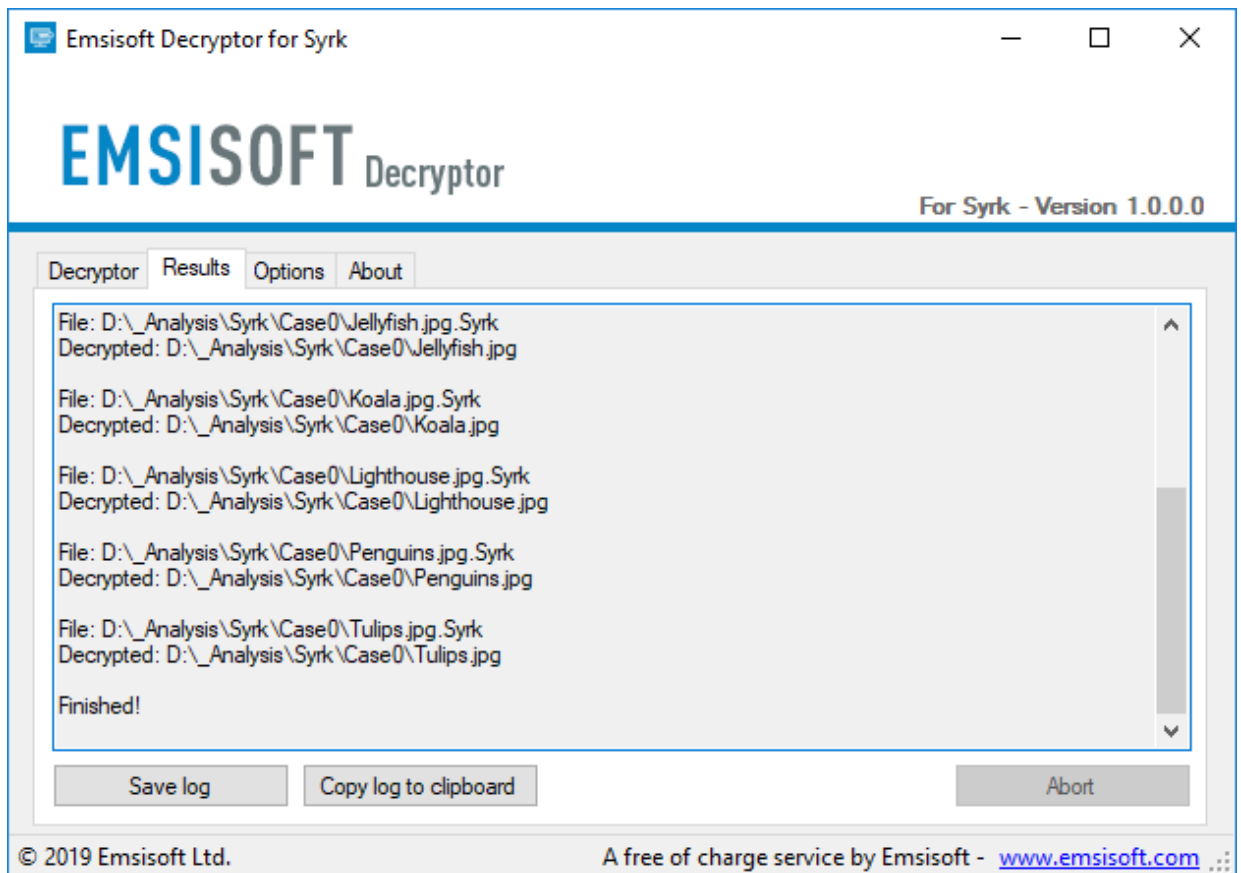 Emsisoft Decryptor for Syrk
EMSISOFT Decryptor
For Syrk - Version 1.0.0.0
Decryptor Results Options About
File: D:\_Analysis\Syrk\Case0\Jellyfish.jpg.Syrk
Decrypted: D:\_Analysis\Syrk\Case0\Jellyfish.jpg
File: D:\_Analysis\Syrk\Case0\Koala.jpg.Syrk
Decrypted: D:\_Analysis\Syrk\Case0\Koala.jpg
File: D:\_Analysis\Syrk\Case0\Lighthouse.jpg.Syrk
Decrypted: D:\_Analysis\Syrk\Case0\Lighthouse.jpg
File: D:\_Analysis\Syrk\Case0\Penguins.jpg.Syrk
Decrypted: D:\_Analysis\Syrk\Case0\Penguins.jpg
File: D:\_Analysis\Syrk\Case0\Tulips.jpg.Syrk
Decrypted: D:\_Analysis\Syrk\Case0\Tulips.jpg
Finished!
Save log Copy log to clipboard Abort
© 2019 Emsisoft Ltd. A free of charge service by Emsisoft - www.emsisoft.com